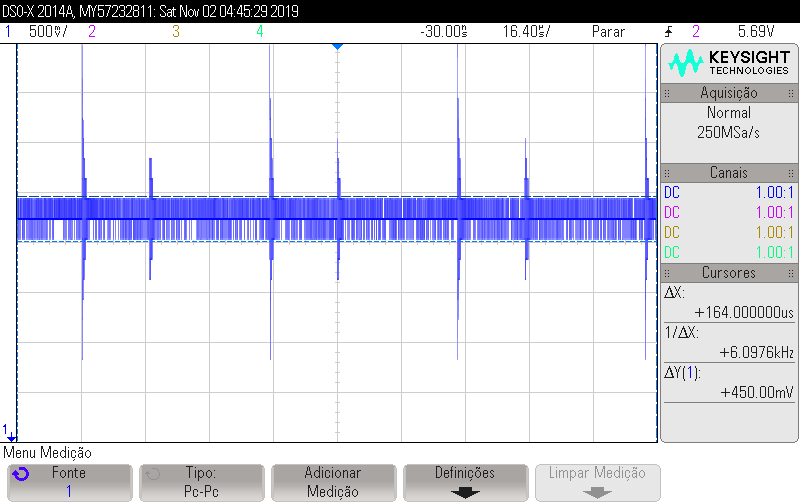 DSO-X 2014A, MY57232811: Sat Nov 02 04:45:29 2019
1 500㎷/ 2 3 4 -30.00㎲ 16.40㎲/ Parar 2 5.69V
KEYSIGHT
TECHNOLOGIES
Aquisição
Normal
250MSa/s
Canais
DC 1.00:1
DC 1.00:1
DC 1.00:1
DC 1.00:1
Cursores
ΔX:
+164.000000us
1/ΔX:
+6.0976kHz
ΔY(1):
+450.00mV
1
Menu Medição
Fonte
1
Tipo:
Pc-Pc
Adicionar
Medição
Definições
Limpar Medição